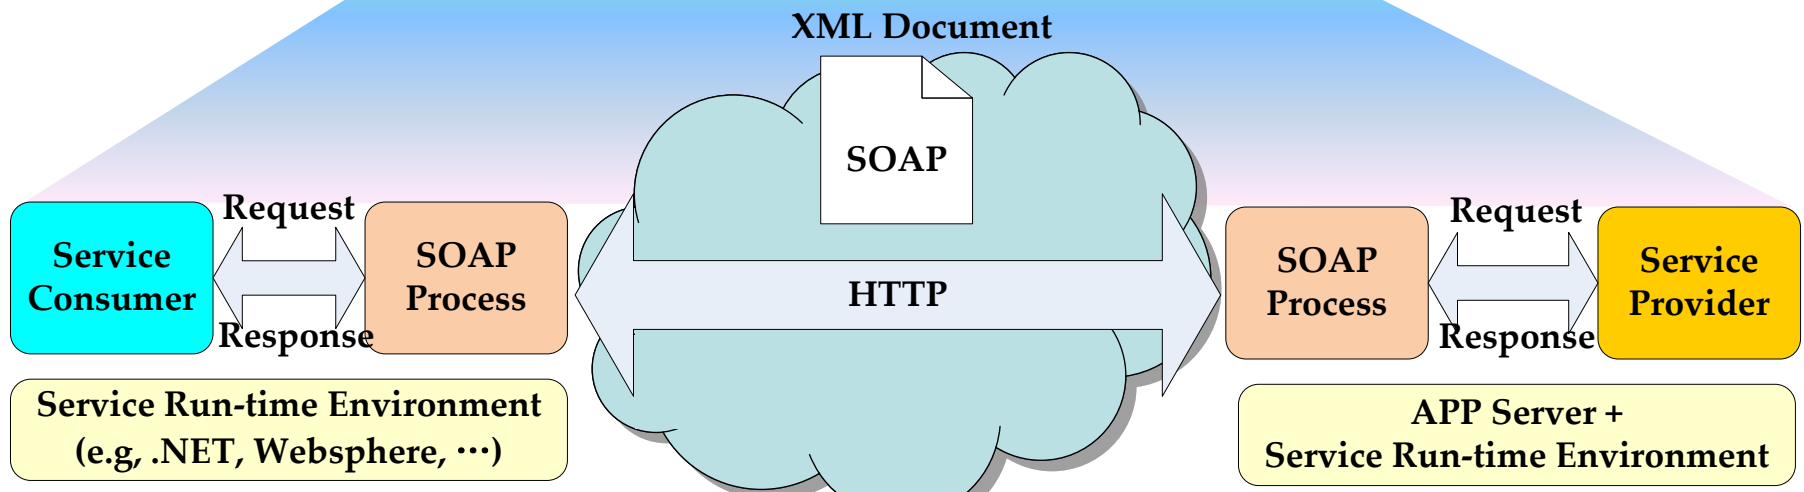 XML Document
SOAP
Service
Consumer
Request
Response
SOAP
Process
HTTP
SOAP
Process
Request
Response
Service
Provider
Service Run-time Environment
(e.g, .NET, Websphere, ⋯)
APP Server +
Service Run-time Environment